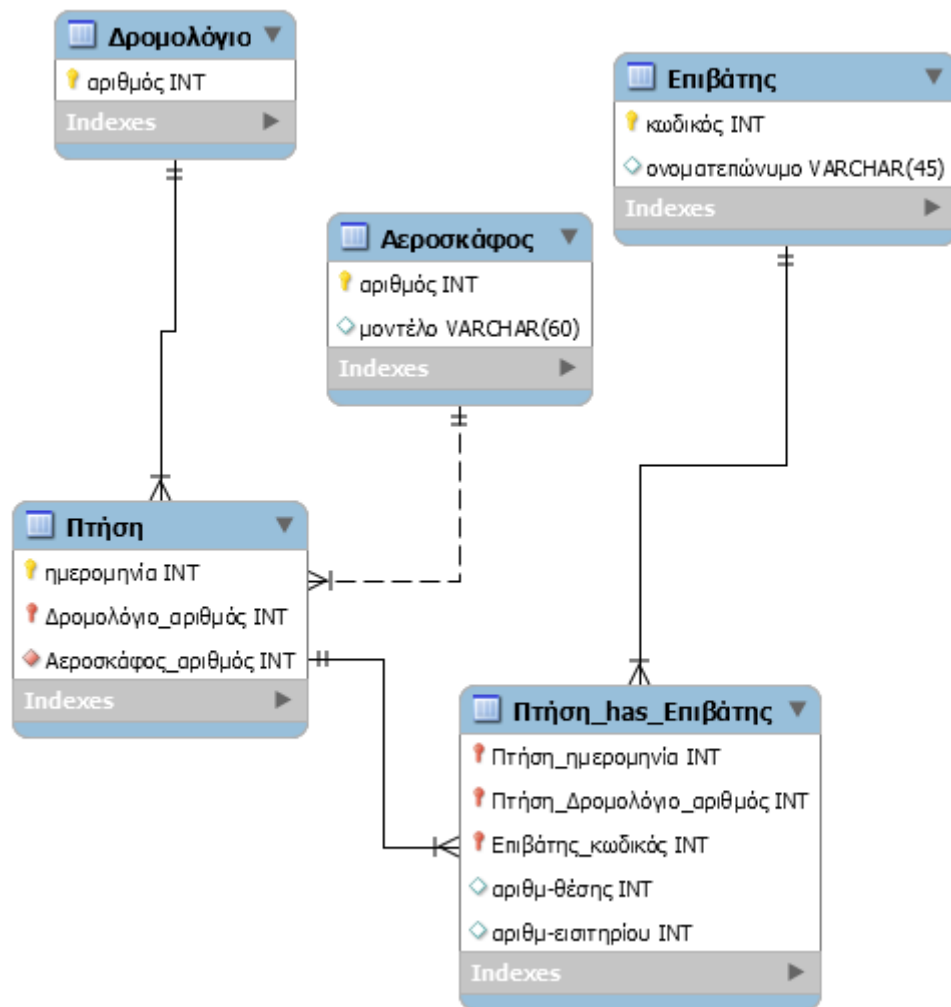 Δρομολόγιο
αριθμός INT
Indexes
Επιβάτης
κωδικός INT
ονοματεπώνυμο VARCHAR(45)
Indexes
Αεροσκάφος
αριθμός INT
μοντέλο VARCHAR(60)
Indexes
Πτήση
ημερομηνία INT
Δρομολόγιο_αριθμός INT
Αεροσκάφος_αριθμός INT
Indexes
Πτήση_has_Επιβάτης
Πτήση_ημερομηνία INT
Πτήση_Δρομολόγιο_αριθμός INT
Επιβάτης_κωδικός INT
αριθμ-θέσης INT
αριθμ-εισιτηρίου INT
Indexes